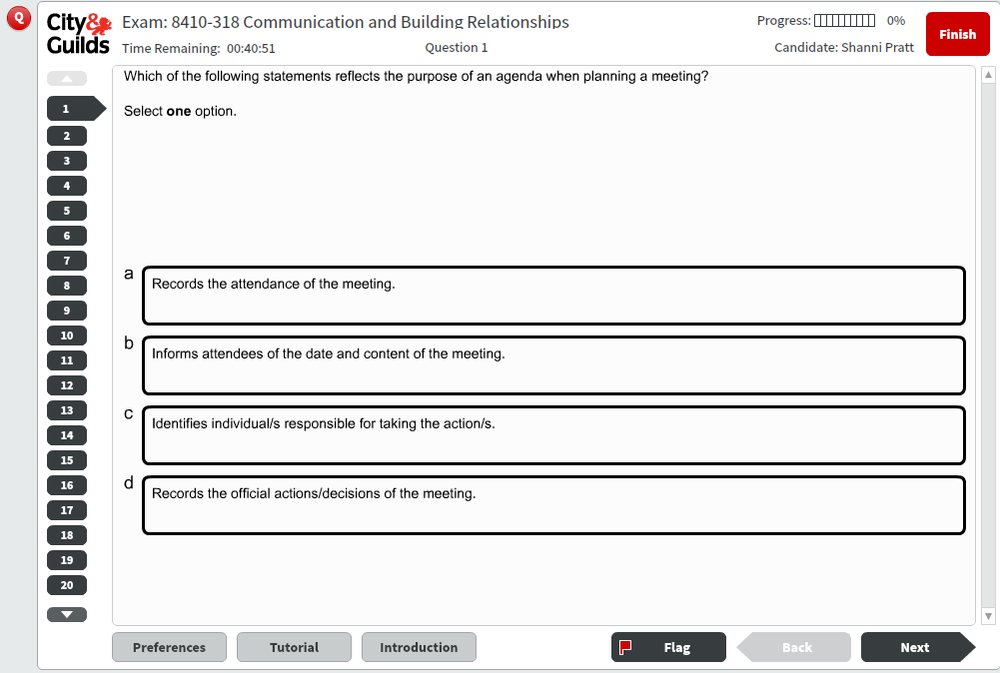 Q
City&
Guilds
Exam: 8410-318 Communication and Building Relationships
Progress: 0%
Finish
Time Remaining: 00:40:51
Question 1
Candidate: Shanni Pratt
Which of the following statements reflects the purpose of an agenda when planning a meeting?
Select one option.
1
2
3
4
5
6
7
8
9
10
11
12
13
14
15
16
17
18
19
20
a
Records the attendance of the meeting.
b
Informs attendees of the date and content of the meeting.
c
Identifies individual/s responsible for taking the action/s.
d
Records the official actions/decisions of the meeting.
Preferences
Tutorial
Introduction
Flag
Back
Next